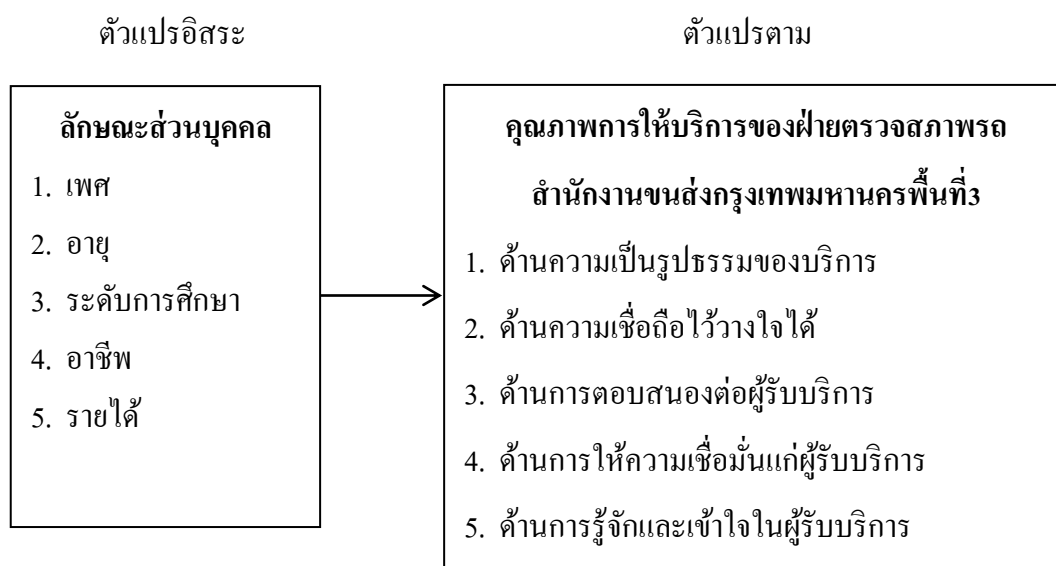 ตัวแปรอิสระ
ตัวแปรตาม
ลักษณะส่วนบุคคล
1. เพศ
2. อายุ
3. ระดับการศึกษา
4. อาชีพ
5. รายได้
คุณภาพการให้บริการของฝ่ายตรวจสภาพรถ
สำนักงานขนส่งกรุงเทพมหานครพื้นที่3
1. ด้านความเป็นรูปธรรมของบริการ
2. ด้านความเชื่อถือไว้วางใจได้
3. ด้านการตอบสนองต่อผู้รับบริการ
4. ด้านการให้ความเชื่อมั่นแก่ผู้รับบริการ
5. ด้านการรู้จักและเข้าใจในผู้รับบริการ